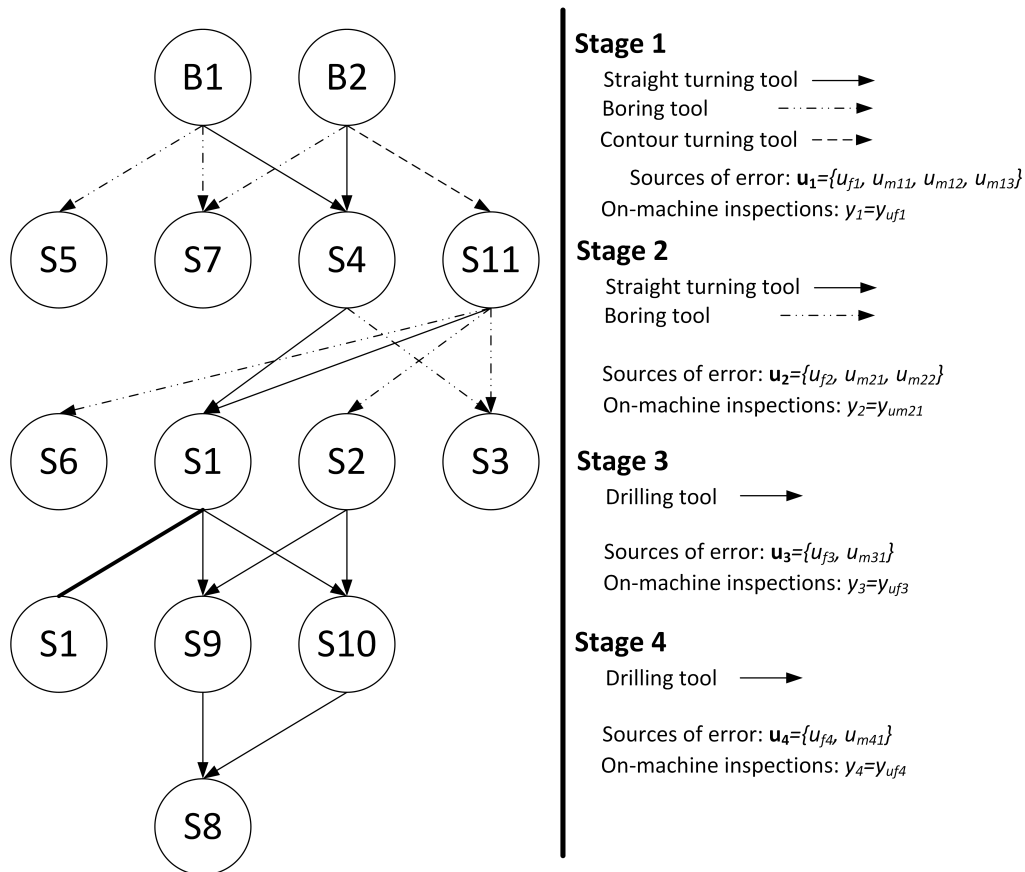 B1 B2
S5 S7 S4 S11
S6 S1 S2 S3
S1 S9 S10
S8
Stage 1
Straight turning tool
Boring tool
Contour turning tool
Sources of error: u1={uf1, um11, um12, um13}
On-machine inspections: y1=yuf1
Stage 2
Straight turning tool
Boring tool
Sources of error: u2={uf2, um21, um22}
On-machine inspections: y2=yum21
Stage 3
Drilling tool
Sources of error: u3={uf3, um31}
On-machine inspections: y3=yuf3
Stage 4
Drilling tool
Sources of error: u4={uf4, um41}
On-machine inspections: y4=yuf4